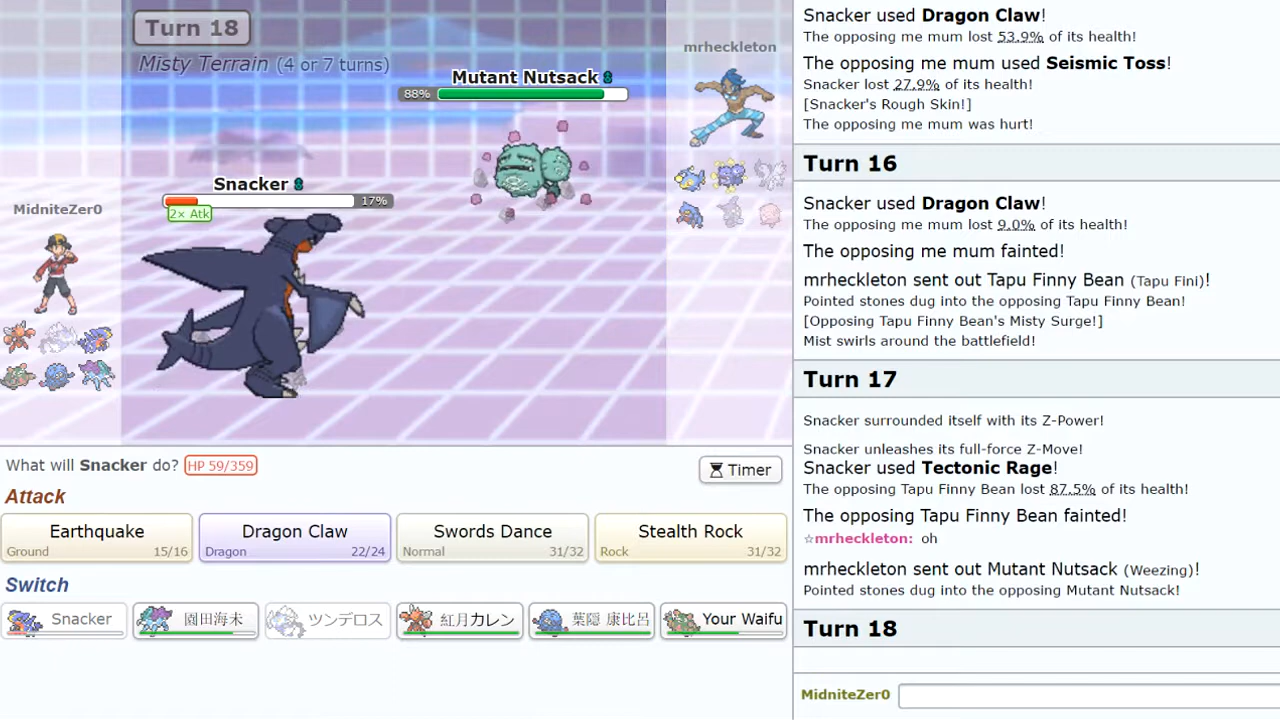 Turn 18
Misty Terrain (4 or 7 turns)
mrheckleton
Mutant Nutsack
88%
Snacker
17%
2× Atk
MidniteZer0
What will Snacker do? HP 59/359
Timer
Attack
Earthquake
Ground 15/16
Dragon Claw
Dragon 22/24
Swords Dance
Normal 31/32
Stealth Rock
Rock 31/32
Switch
Snacker
園田海未
ツンデロス
紅月カレン
葉隠 康比呂
Your Waifu
Snacker used Dragon Claw!
The opposing me mum lost 53.9% of its health!
The opposing me mum used Seismic Toss!
Snacker lost 27.9% of its health!
[Snacker's Rough Skin!]
The opposing me mum was hurt!
Turn 16
Snacker used Dragon Claw!
The opposing me mum lost 9.0% of its health!
The opposing me mum fainted!
mrheckleton sent out Tapu Finny Bean (Tapu Fini)!
Pointed stones dug into the opposing Tapu Finny Bean!
[Opposing Tapu Finny Bean's Misty Surge!]
Mist swirls around the battlefield!
Turn 17
Snacker surrounded itself with its Z-Power!
Snacker unleashes its full-force Z-Move!
Snacker used Tectonic Rage!
The opposing Tapu Finny Bean lost 87.5% of its health!
The opposing Tapu Finny Bean fainted!
☆mrheckleton: oh
mrheckleton sent out Mutant Nutsack (Weezing)!
Pointed stones dug into the opposing Mutant Nutsack!
Turn 18
MidniteZer0